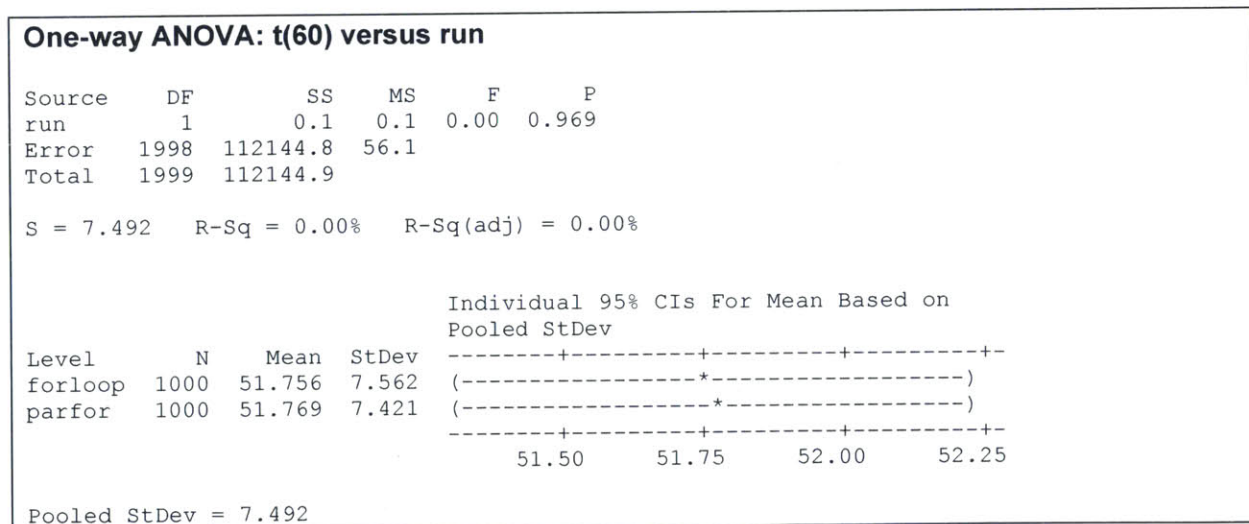 One-way ANOVA: t(60) versus run
Source DF SS MS F P
run 1 0.1 0.1 0.00 0.969
Error 1998 112144.8 56.1
Total 1999 112144.9
S = 7.492 R-Sq = 0.00% R-Sq(adj) = 0.00%
Individual 95% CIs For Mean Based on
Pooled StDev
Level N Mean StDev --------+---------+---------+---------+-
forloop 1000 51.756 7.562 (-----------------*------------------)
parfor 1000 51.769 7.421 (------------------*-----------------)
--------+---------+---------+---------+-
51.50 51.75 52.00 52.25
Pooled StDev = 7.492